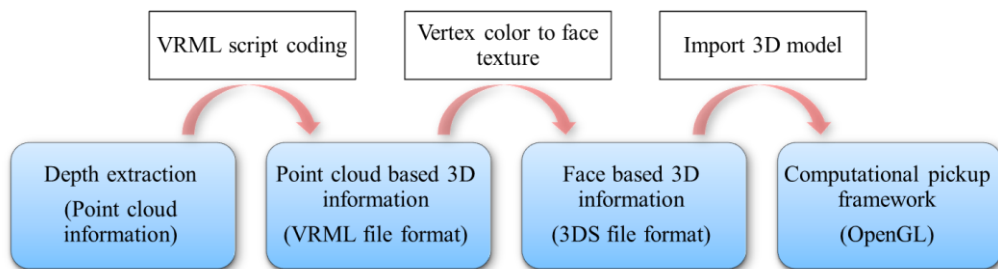 VRML script coding
Vertex color to face
texture
Import 3D model
Depth extraction
(Point cloud
information)
Point cloud based 3D
information
(VRML file format)
Face based 3D
information
(3DS file format)
Computational pickup
framework
(OpenGL)